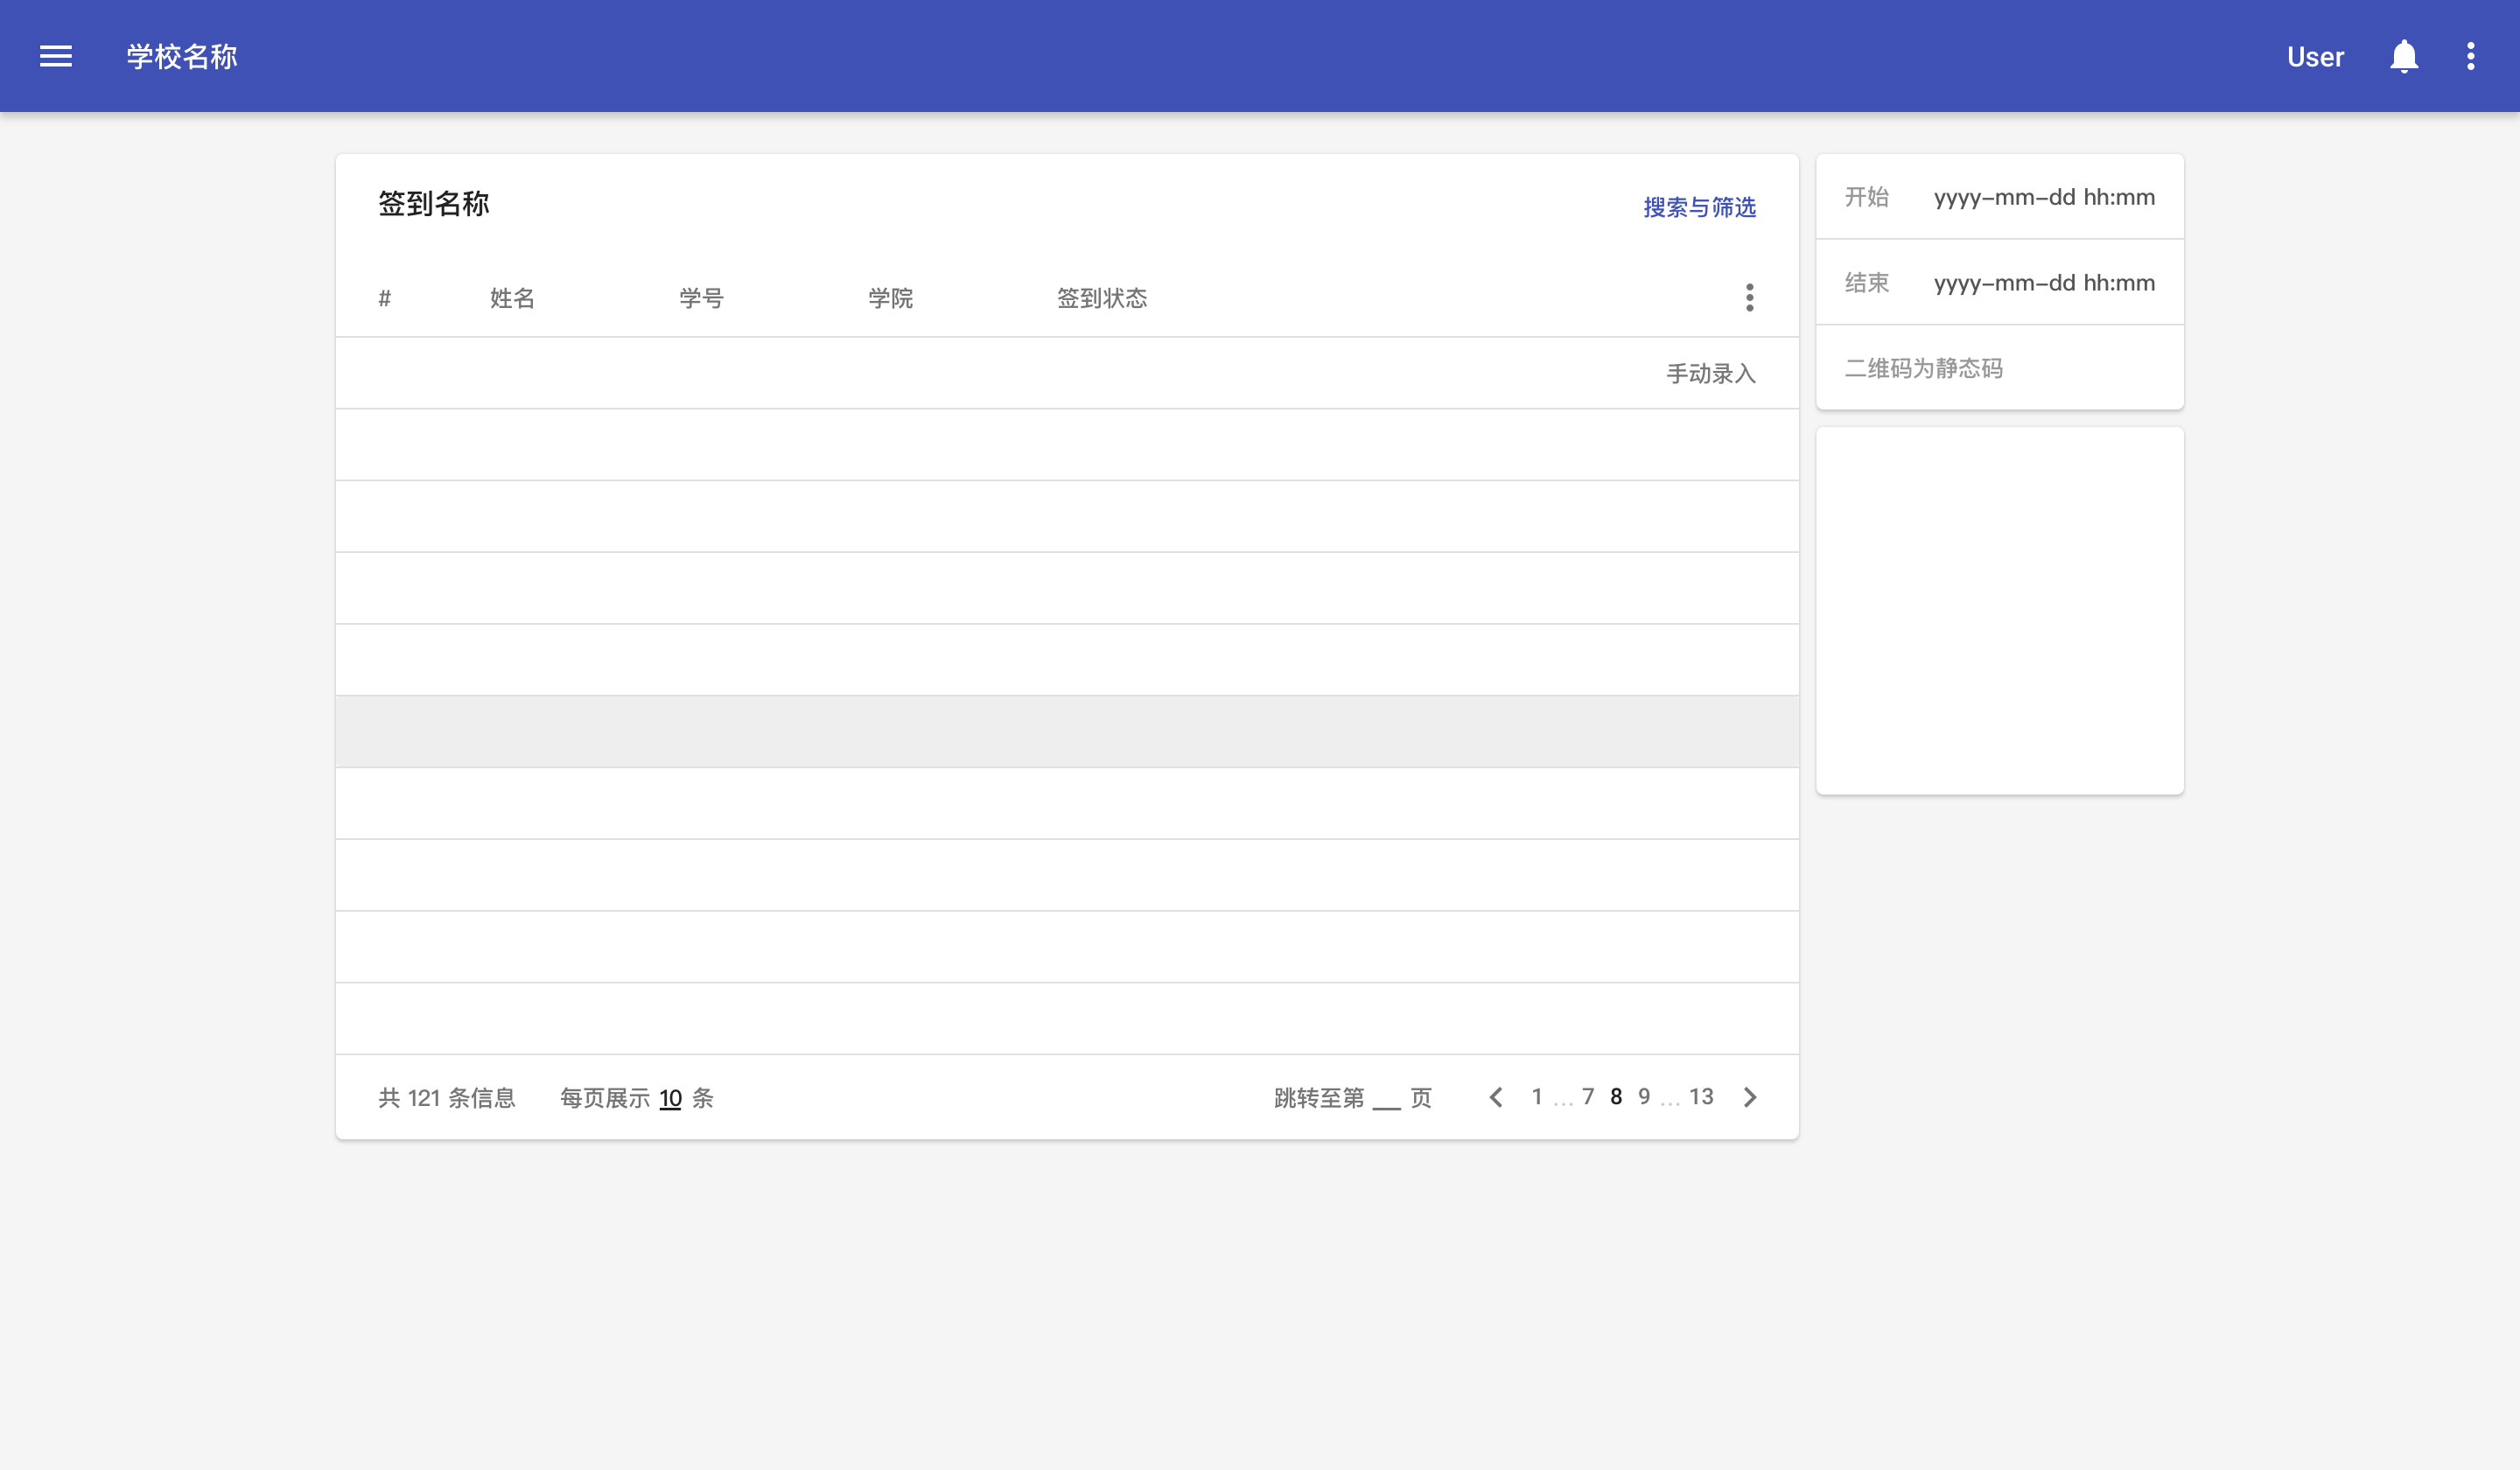 学校名称
User
签到名称
搜索与筛选
# 姓名 学号 学院 签到状态
手动录入
共 121 条信息 每页展示 10 条
跳转至第 __ 页 1 ... 7 8 9 ... 13
开始 yyyy-mm-dd hh:mm
结束 yyyy-mm-dd hh:mm
二维码为静态码